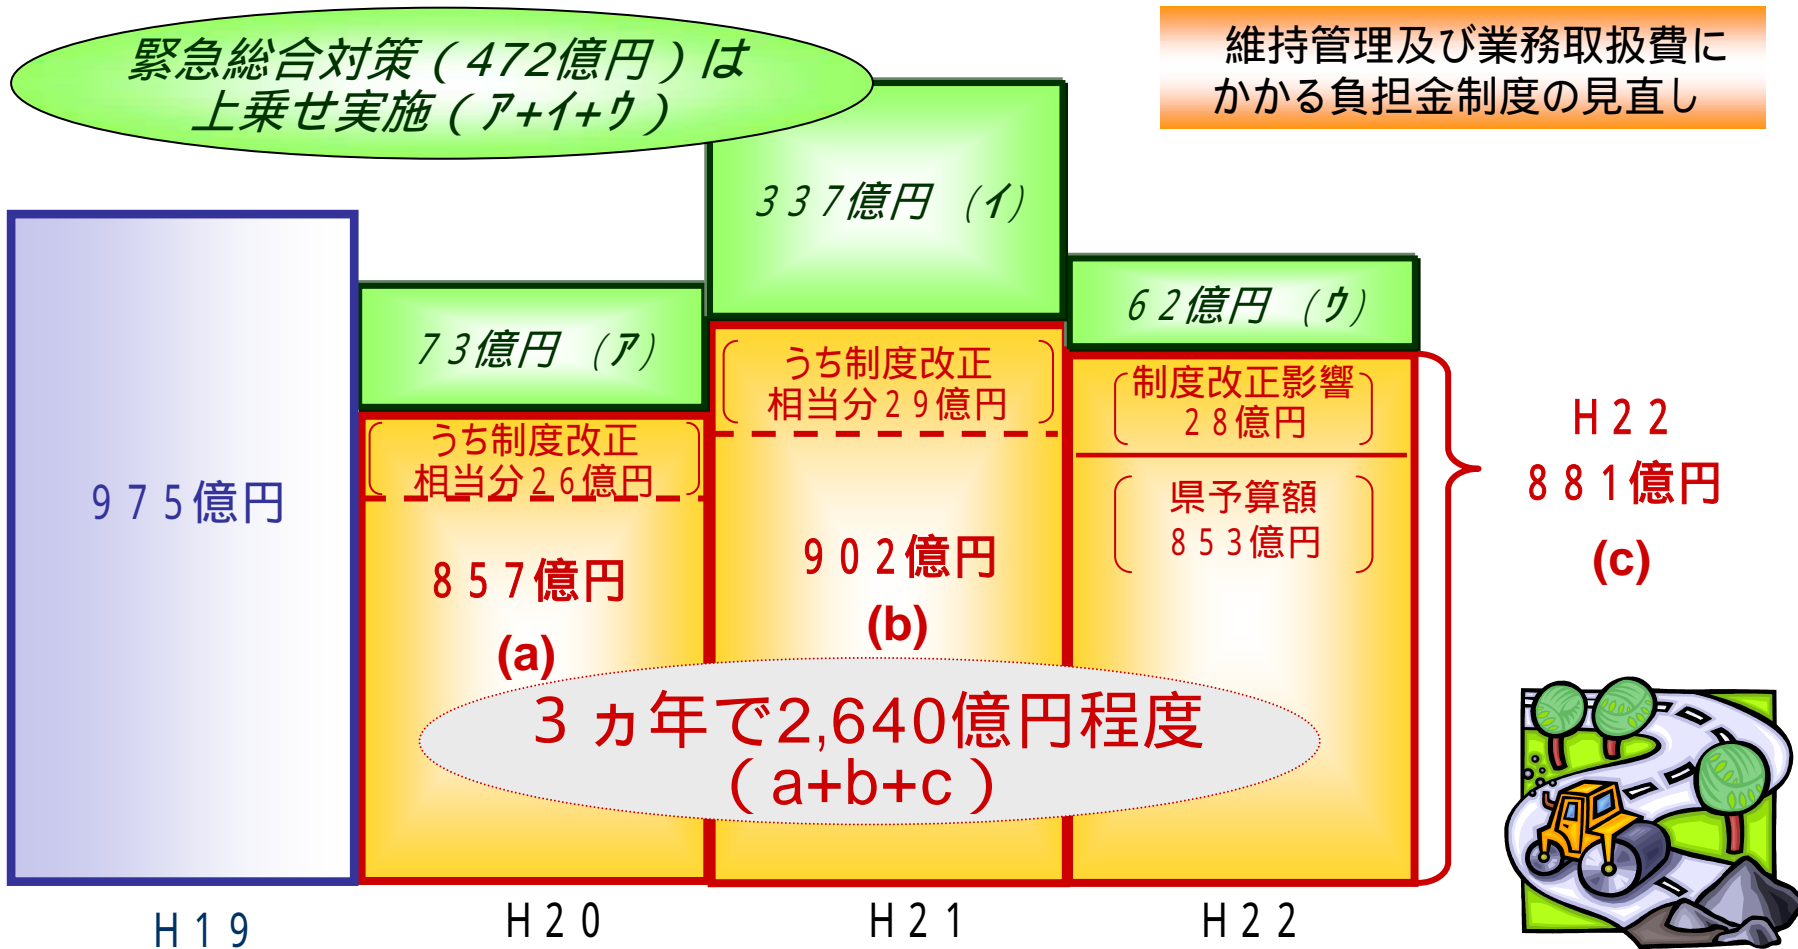 緊急総合対策（472億円）は
上乗せ実施（ア+イ+ウ）
維持管理及び業務取扱費に
かかる負担金制度の見直し
９７５億円
７３億円（ア）
うち制度改正
相当分２６億円
８５７億円
(a)
３３７億円（イ）
うち制度改正
相当分２９億円
９０２億円
(b)
６２億円（ウ）
制度改正影響
２８億円
県予算額
８５３億円
Ｈ２２
８８１億円
(c)
３ヵ年で2,640億円程度
（a+b+c）
Ｈ１９
Ｈ２０
Ｈ２１
Ｈ２２